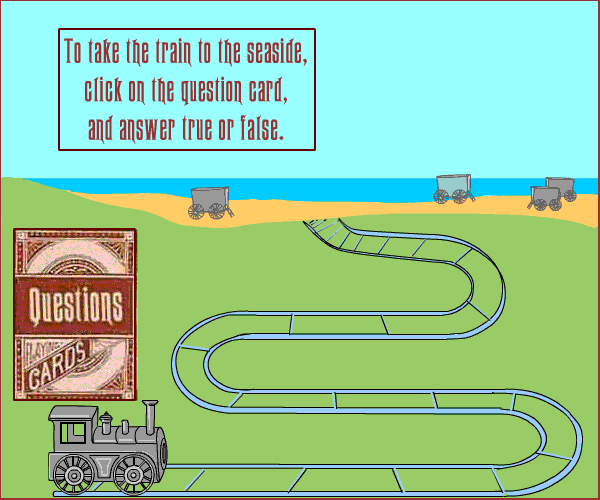 To take the train to the seaside,
click on the question card,
and answer true or false.
Questions
PLAYING
CARDS